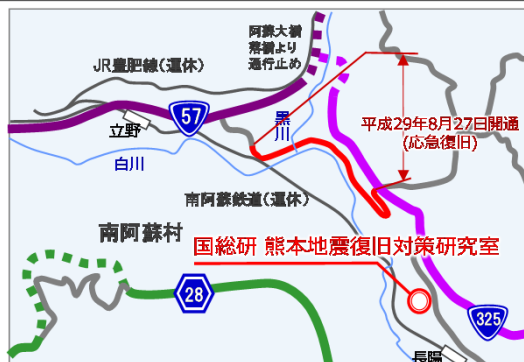 阿蘇大橋
落橋より
通行止め
JR豊肥線(運休)
57
立野
黒川
平成29年8月27日開通
(応急復旧)
白川
南阿蘇鉄道(運休)
南阿蘇村
国総研 熊本地震復旧対策研究室
28
325
長陽